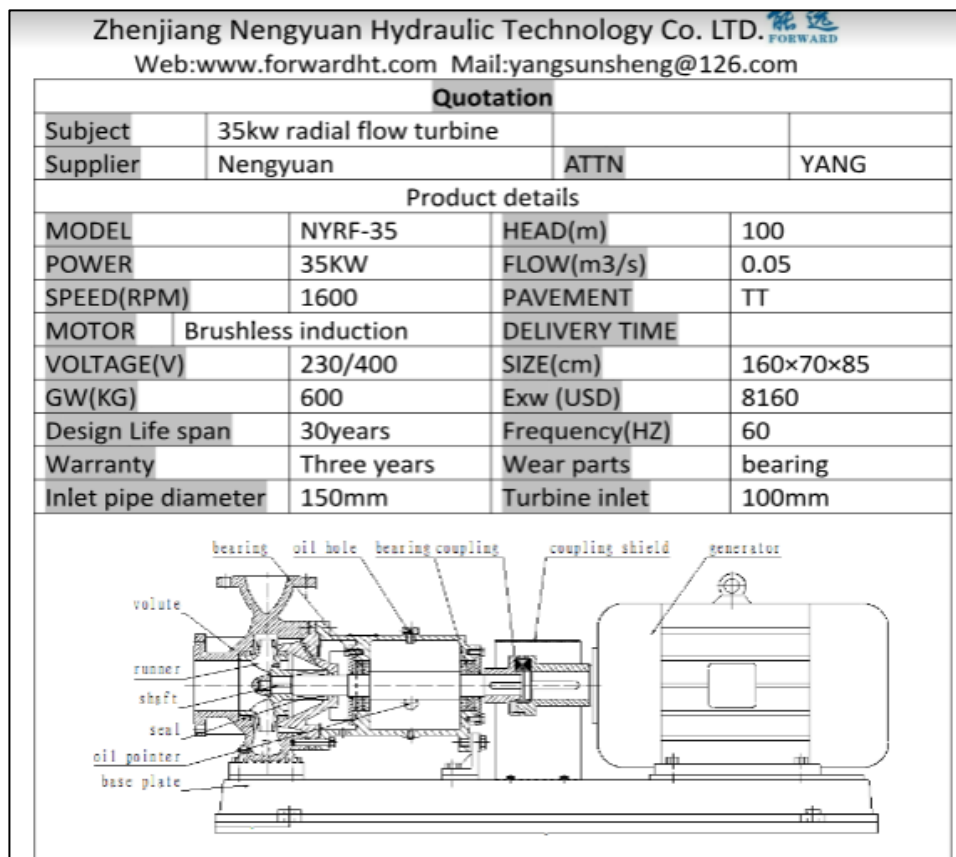 Zhenjiang Nengyuan Hydraulic Technology Co. LTD. 能远 FORWARD
Web:www.forwardht.com Mail:yangsunsheng@126.com
Quotation
Subject 35kw radial flow turbine
Supplier Nengyuan ATTN YANG
Product details
MODEL NYRF-35 HEAD(m) 100
POWER 35KW FLOW(m3/s) 0.05
SPEED(RPM) 1600 PAVEMENT TT
MOTOR Brushless induction DELIVERY TIME
VOLTAGE(V) 230/400 SIZE(cm) 160×70×85
GW(KG) 600 Exw (USD) 8160
Design Life span 30years Frequency(HZ) 60
Warranty Three years Wear parts bearing
Inlet pipe diameter 150mm Turbine inlet 100mm
bearing oil hole bearing coupling coupling shield generator
volute
runner
shaft
seal
oil pointer
base plate